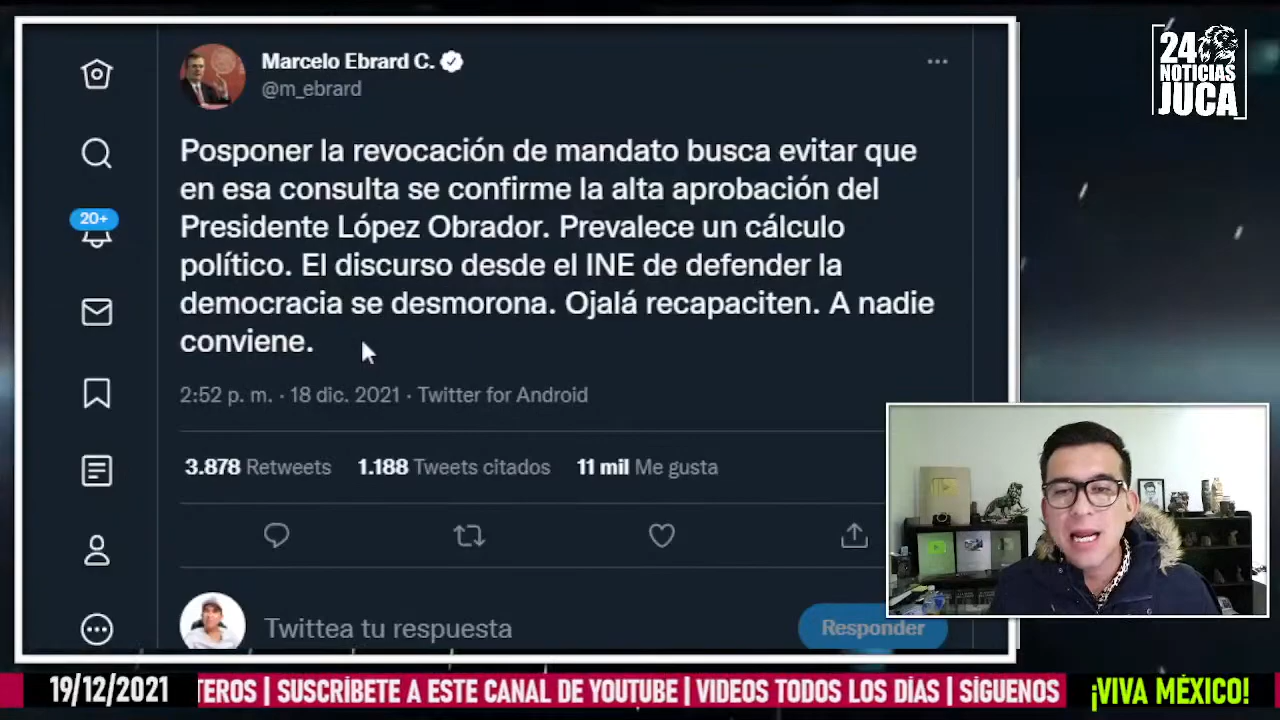 Marcelo Ebrard C.
@m_ebrard
24
NOTICIAS
JUCA
Posponer la revocación de mandato busca evitar que
en esa consulta se confirme la alta aprobación del
Presidente López Obrador. Prevalece un cálculo
político. El discurso desde el INE de defender la
democracia se desmorona. Ojalá recapaciten. A nadie
conviene.
20+
2:52 p. m. · 18 dic. 2021 · Twitter for Android
3.878 Retweets 1.188 Tweets citados 11 mil Me gusta
Twittea tu respuesta
Responder
19/12/2021 TEROS | SUSCRÍBETE A ESTE CANAL DE YOUTUBE | VIDEOS TODOS LOS DÍAS | SÍGUENOS ¡VIVA MÉXICO!